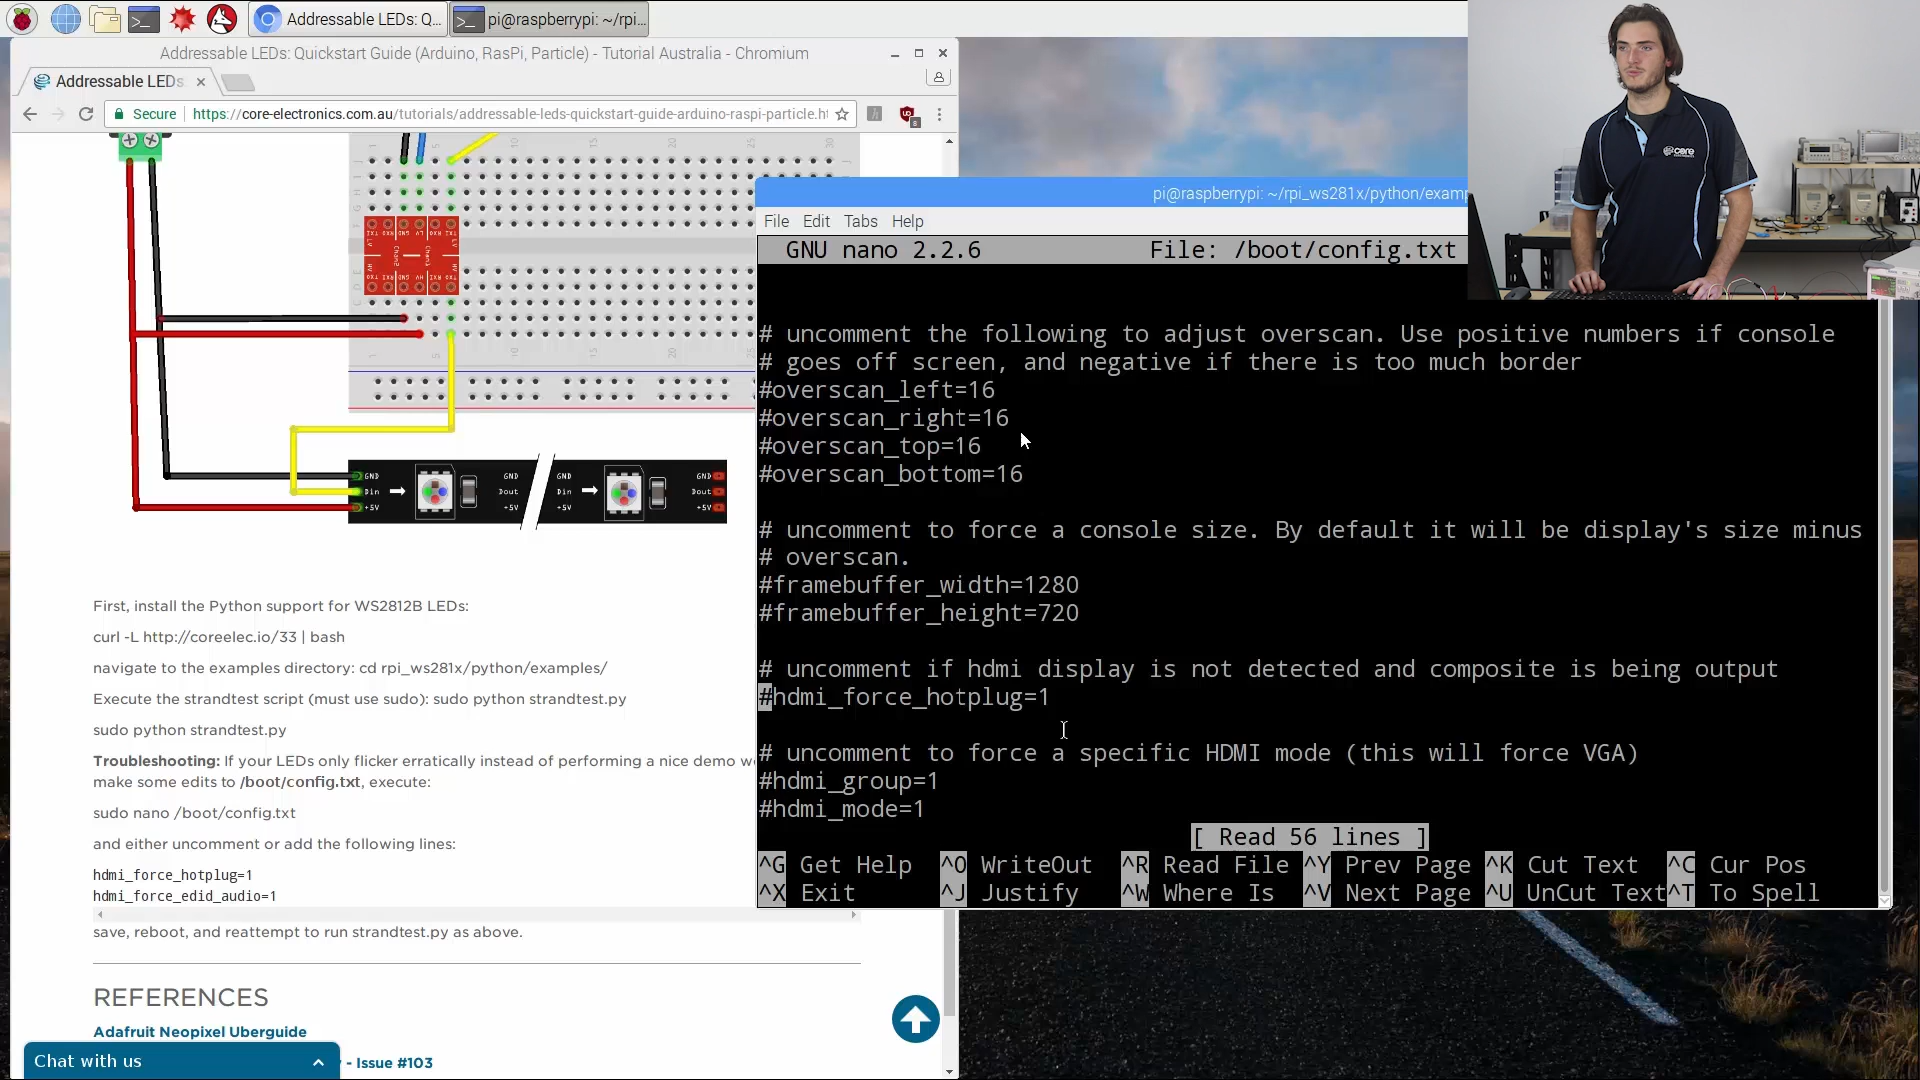 Addressable LEDs: Q...
pi@raspberrypi: ~/rpi...
Addressable LEDs: Quickstart Guide (Arduino, RasPi, Particle) - Tutorial Australia - Chromium
Addressable LEDs:
Secure
https://core-electronics.com.au/tutorials/addressable-leds-quickstart-guide-arduino-raspi-particle.h
GND
Din
+5V
GND
Dout
+5V
GND
Din
+5V
GND
Dout
+5V
First, install the Python support for WS2812B LEDs:
curl -L http://coreelec.io/33 | bash
navigate to the examples directory: cd rpi_ws281x/python/examples/
Execute the strandtest script (must use sudo): sudo python strandtest.py
sudo python strandtest.py
Troubleshooting: If your LEDs only flicker erratically instead of performing a nice demo
make some edits to /boot/config.txt, execute:
sudo nano /boot/config.txt
and either uncomment or add the following lines:
hdmi_force_hotplug=1
hdmi_force_edid_audio=1
save, reboot, and reattempt to run strandtest.py as above.
REFERENCES
Adafruit Neopixel Uberguide
- Issue #103
Chat with us
pi@raspberrypi: ~/rpi_ws281x/python/examp
File Edit Tabs Help
GNU nano 2.2.6 File: /boot/config.txt
# uncomment the following to adjust overscan. Use positive numbers if console
# goes off screen, and negative if there is too much border
#overscan_left=16
#overscan_right=16
#overscan_top=16
#overscan_bottom=16
# uncomment to force a console size. By default it will be display's size minus
# overscan.
#framebuffer_width=1280
#framebuffer_height=720
# uncomment if hdmi display is not detected and composite is being output
#hdmi_force_hotplug=1
# uncomment to force a specific HDMI mode (this will force VGA)
#hdmi_group=1
#hdmi_mode=1
[ Read 56 lines ]
^G Get Help ^O WriteOut ^R Read File ^Y Prev Page ^K Cut Text ^C Cur Pos
^X Exit ^J Justify ^W Where Is ^V Next Page ^U UnCut Text ^T To Spell
core